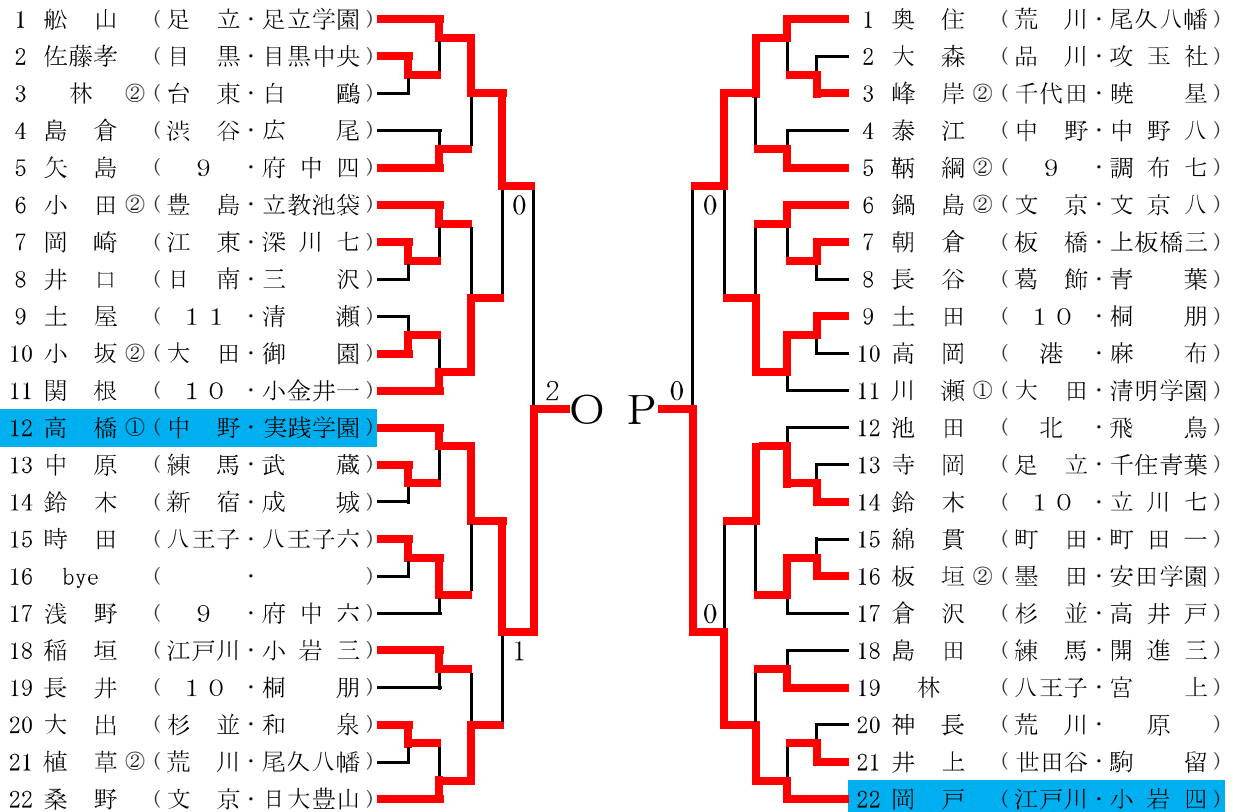 1 舩 山 (足 立・足立学園)
2 佐藤孝 (目 黒・目黒中央)
3 林 ②(台 東・白 鷗)
4 島 倉 (渋 谷・広 尾)
5 矢 島 ( 9 ・府 中 四)
6 小 田②(豊 島・立教池袋)
7 岡 崎 (江 東・深 川 七)
8 井 口 (日 南・三 沢)
9 土 屋 ( 11 ・清 瀬)
10 小 坂②(大 田・御 園)
11 関 根 ( 10 ・小金井一)
12 高 橋①(中 野・実践学園)
13 中 原 (練 馬・武 蔵)
14 鈴 木 (新 宿・成 城)
15 時 田 (八王子・八王子六)
16 bye ( ・ )
17 浅 野 ( 9 ・府 中 六)
18 稲 垣 (江戸川・小 岩 三)
19 長 井 ( 10 ・桐 朋)
20 大 出 (杉 並・和 泉)
21 植 草②(荒 川・尾久八幡)
22 桑 野 (文 京・日大豊山)
0
2
1
O P
0
0
0
1 奥 住 (荒 川・尾久八幡)
2 大 森 (品 川・攻 玉 社)
3 峰 岸②(千代田・暁 星)
4 泰 江 (中 野・中 野 八)
5 鞆 綱②( 9 ・調 布 七)
6 鍋 島②(文 京・文 京 八)
7 朝 倉 (板 橋・上板橋三)
8 長 谷 (葛 飾・青 葉)
9 土 田 ( 10 ・桐 朋)
10 高 岡 ( 港 ・麻 布)
11 川 瀬①(大 田・清明学園)
12 池 田 ( 北 ・飛 鳥)
13 寺 岡 (足 立・千住青葉)
14 鈴 木 ( 10 ・立 川 七)
15 綿 貫 (町 田・町 田 一)
16 板 垣②(墨 田・安田学園)
17 倉 沢 (杉 並・高 井 戸)
18 島 田 (練 馬・開 進 三)
19 林 (八王子・宮 上)
20 神 長 (荒 川・ 原 )
21 井 上 (世田谷・駒 留)
22 岡 戸 (江戸川・小 岩 四)